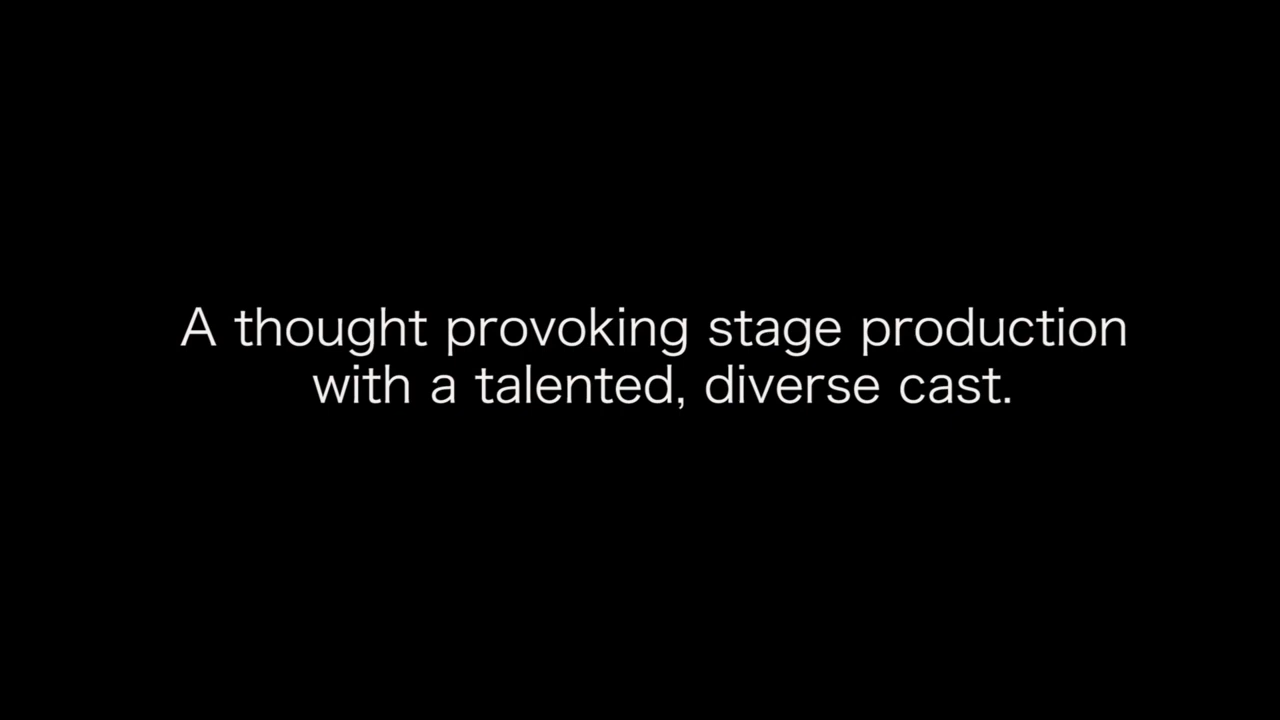 A thought provoking stage production
with a talented, diverse cast.